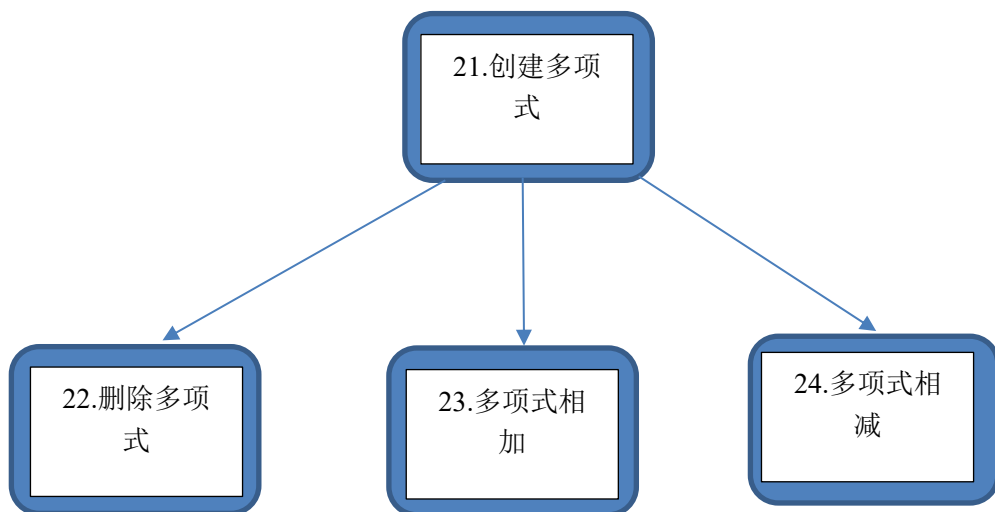 21.创建多项
式
22.删除多项
式
23.多项式相
加
24.多项式相
减